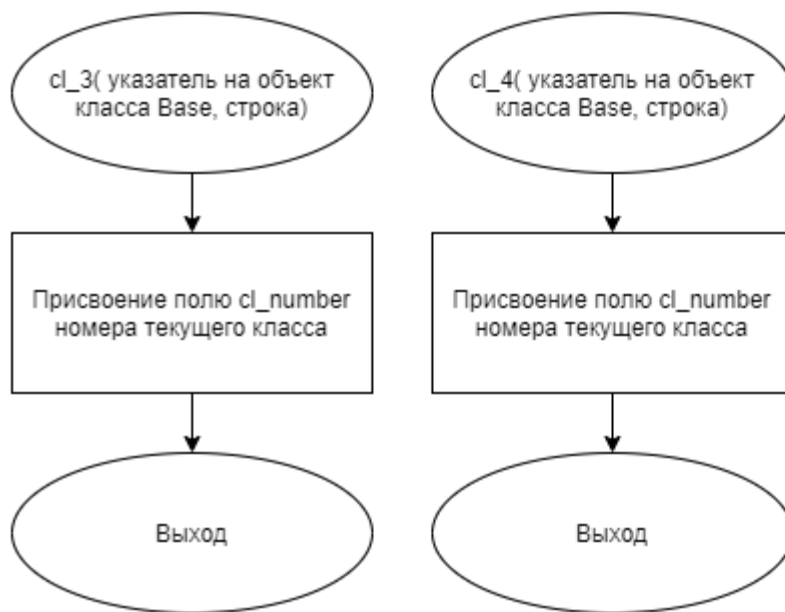 cl_3( указатель на объект
класса Base, строка)
cl_4( указатель на объект
класса Base, строка)
Присвоение полю cl_number
номера текущего класса
Присвоение полю cl_number
номера текущего класса
Выход
Выход